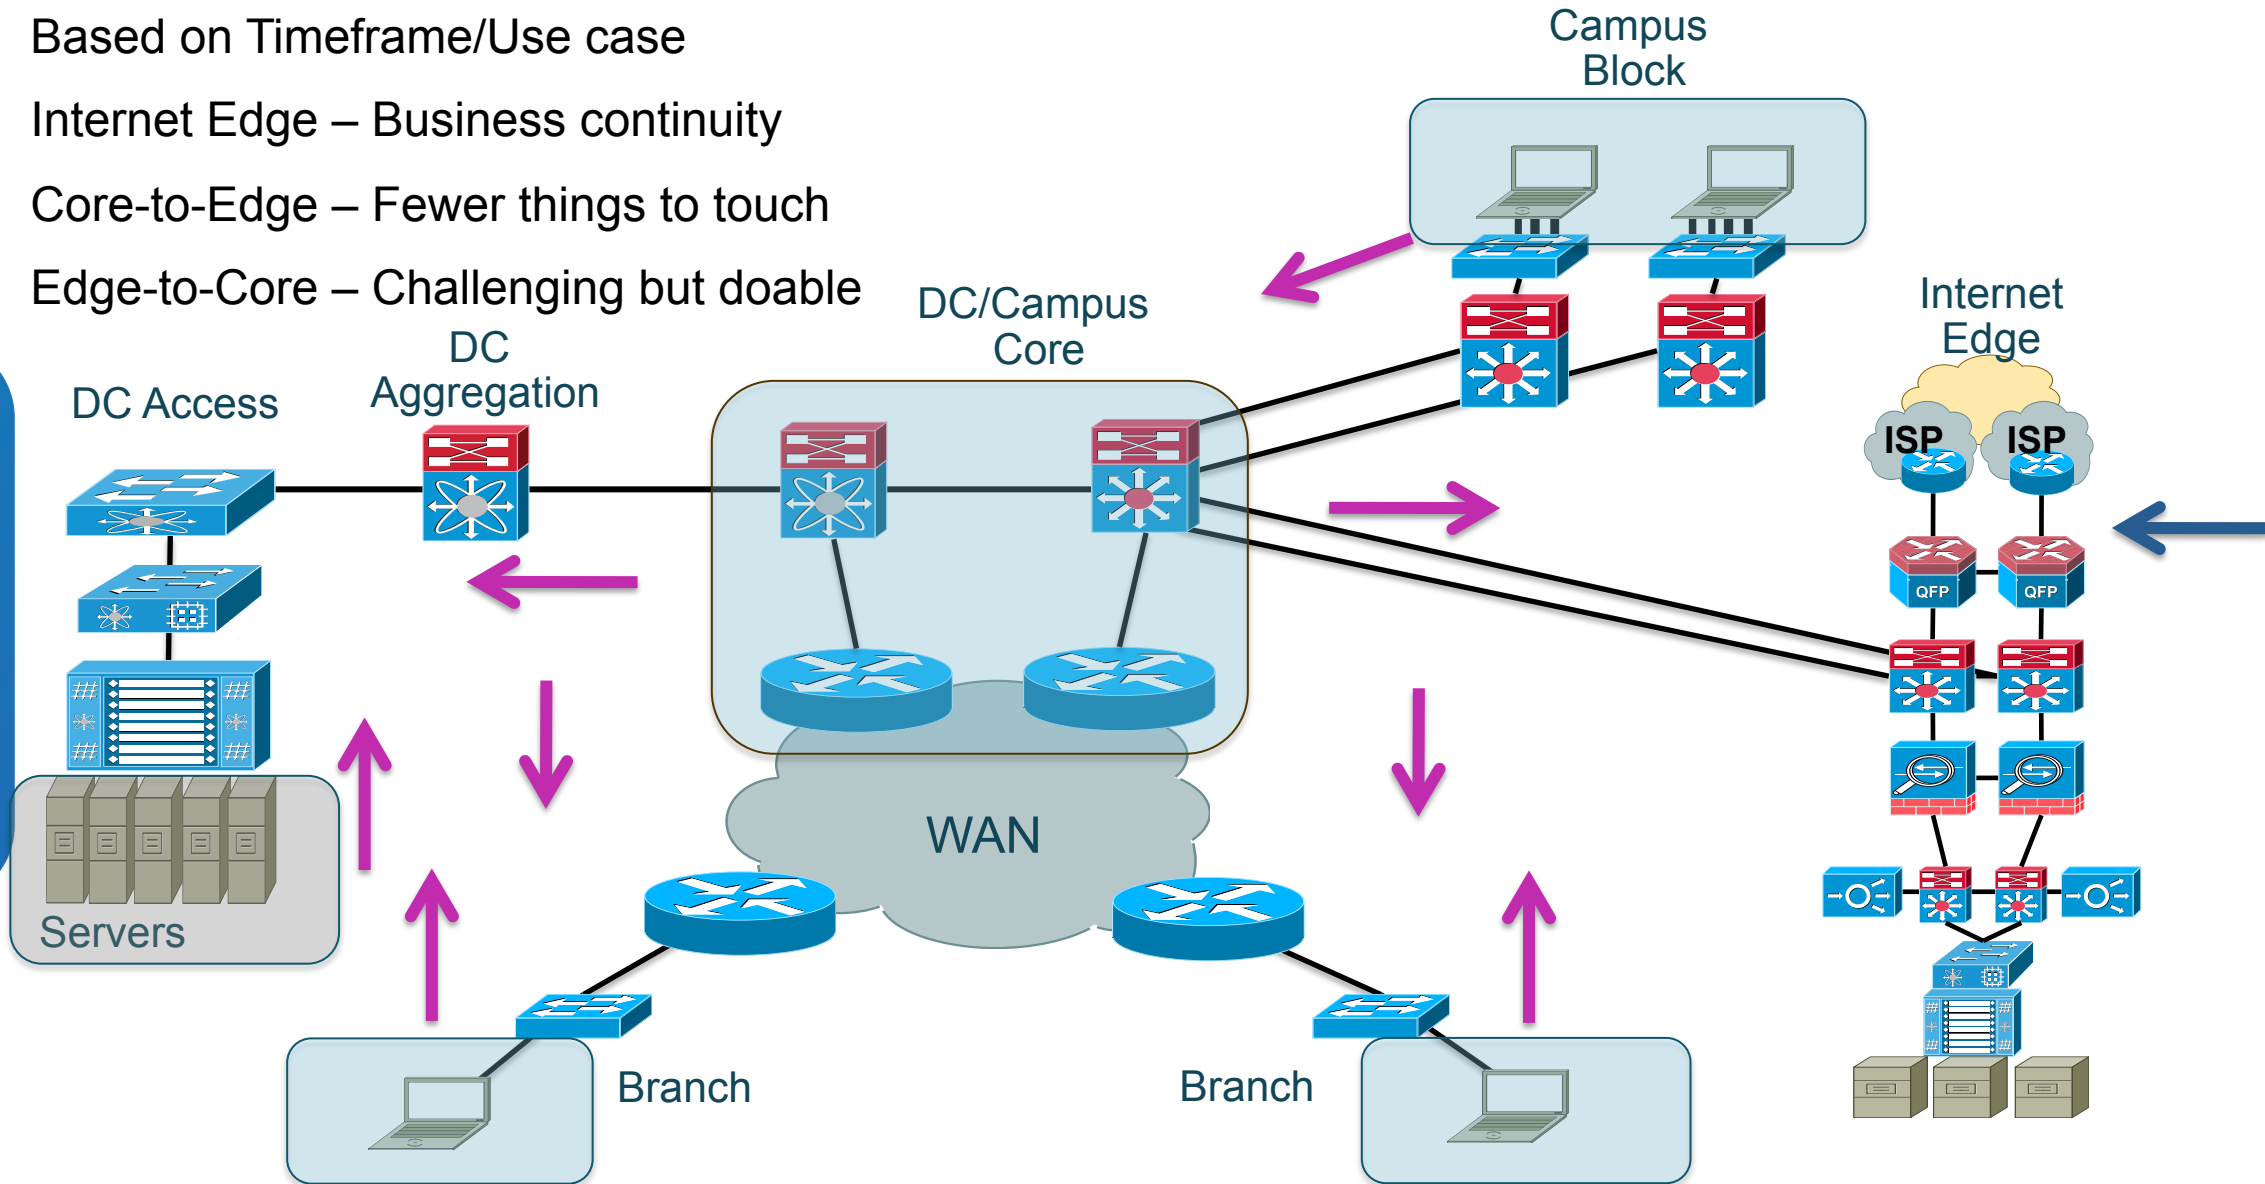 Based on Timeframe/Use case
Internet Edge – Business continuity
Core-to-Edge – Fewer things to touch
Edge-to-Core – Challenging but doable
Campus
Block
DC/Campus
Core
Internet
Edge
DC
Aggregation
DC Access
ISP
ISP
QFP
QFP
WAN
Servers
Branch
Branch